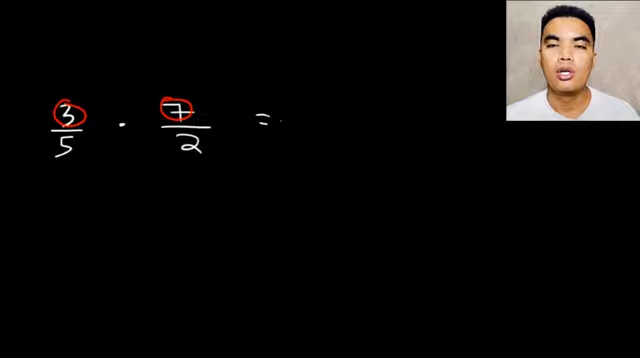 3/5 · 7/2 =